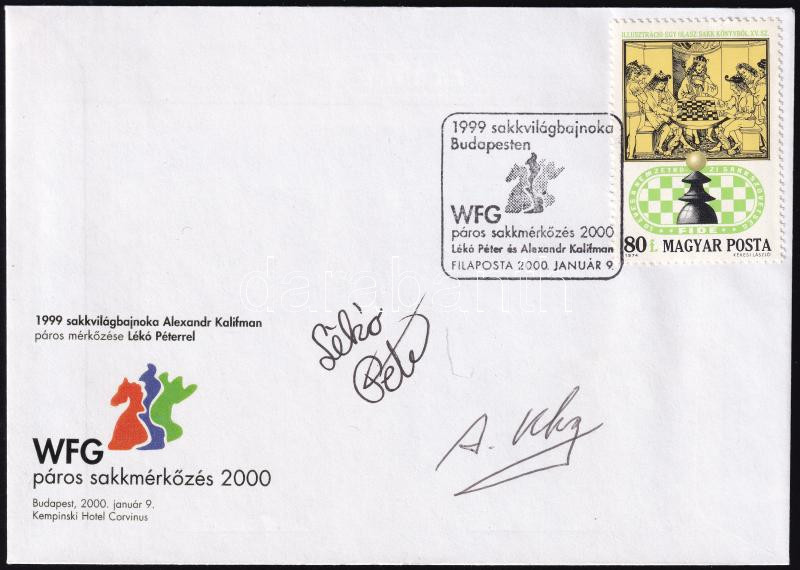 ILLUSZTRÁCIÓ EGY OLASZ SAKK KÖNYVBŐL XV. SZ.
FIDE
80 f. MAGYAR POSTA
1974 KÉKESI LÁSZLÓ
1999 sakkvilágbajnoka
Budapesten
WFG
páros sakkmérkőzés 2000
Lékó Péter és Alexandr Kalifman
FILAPOSTA 2000. JANUÁR 9.
1999 sakkvilágbajnoka Alexandr Kalifman
páros mérkőzése Lékó Péterrel
WFG
páros sakkmérkőzés 2000
Budapest, 2000. január 9.
Kempinski Hotel Corvinus
Lékó
Péter
darabanth